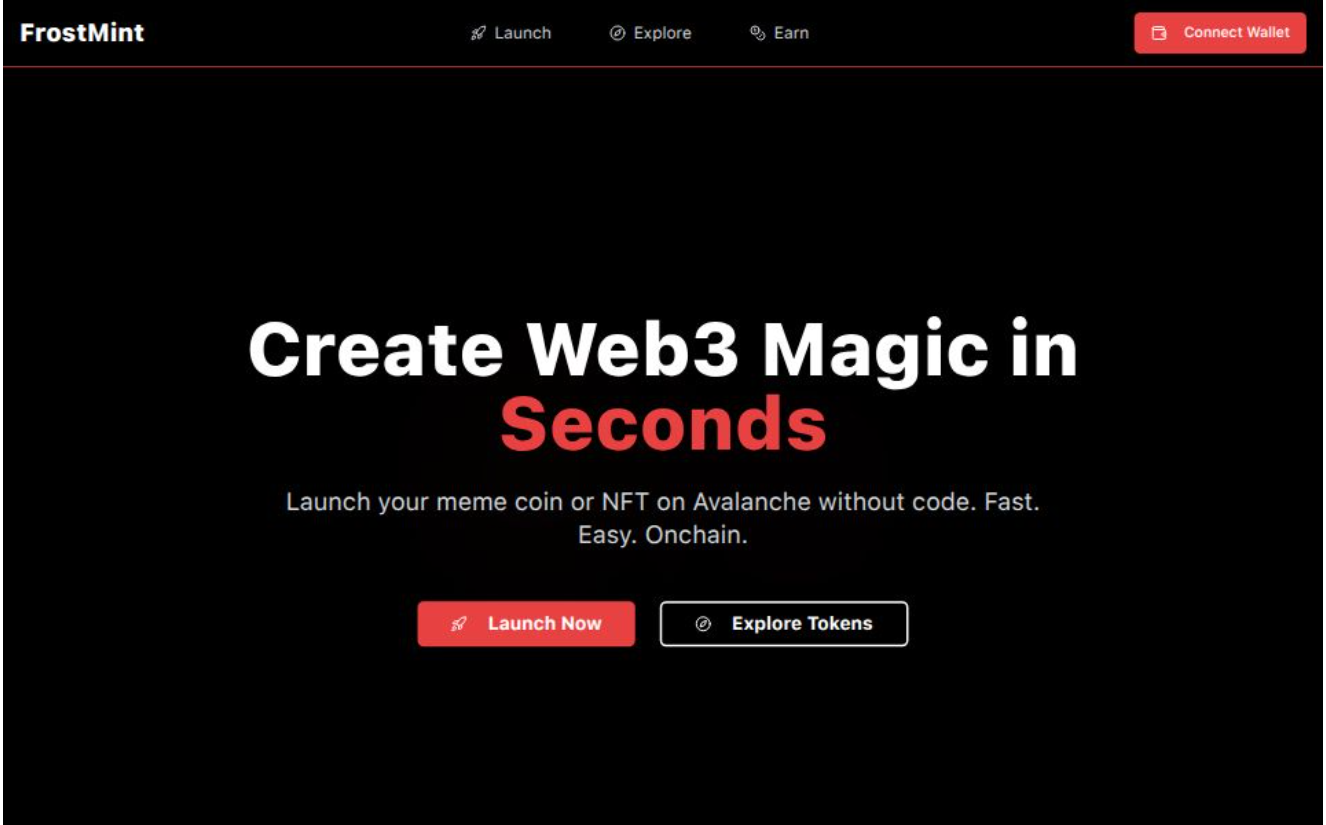 FrostMint
Launch
Explore
Earn
Connect Wallet
Create Web3 Magic in
Seconds
Launch your meme coin or NFT on Avalanche without code. Fast.
Easy. Onchain.
Launch Now
Explore Tokens